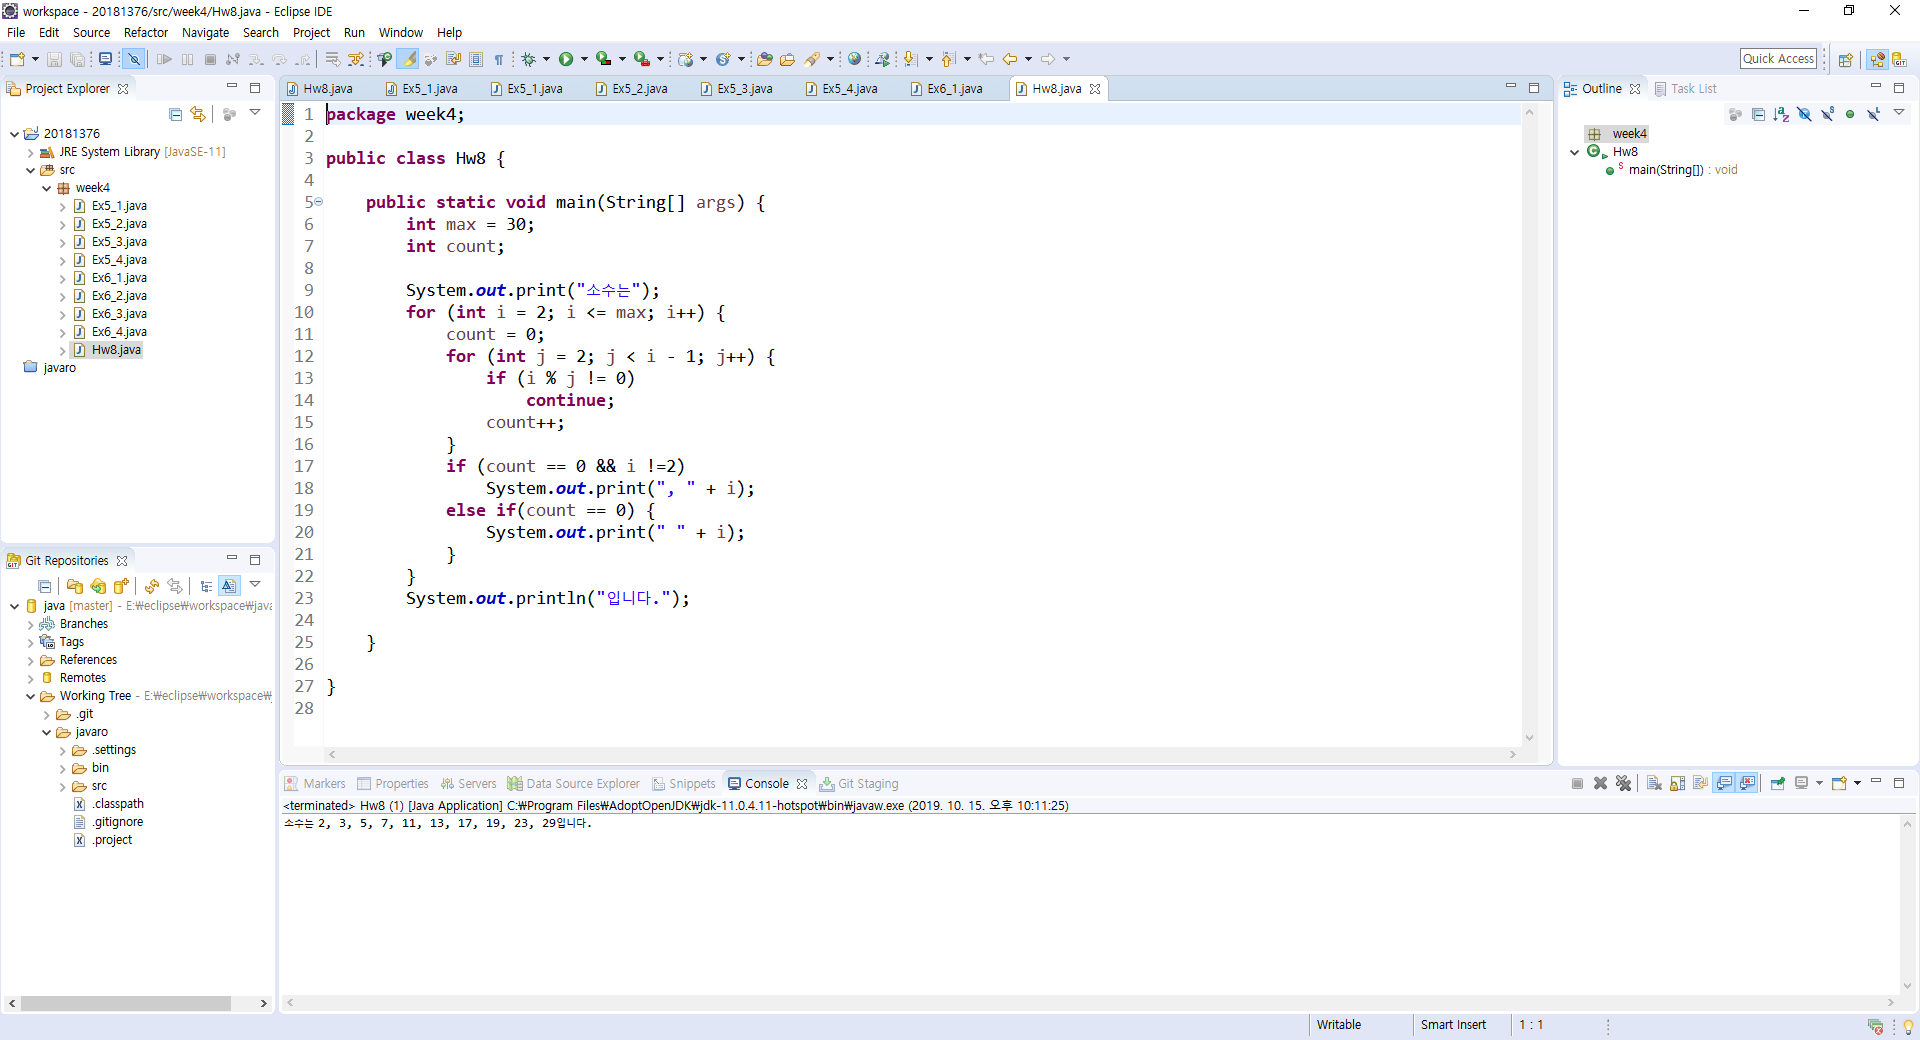 workspace - 20181376/src/week4/Hw8.java - Eclipse IDE
File Edit Source Refactor Navigate Search Project Run Window Help
Quick Access
Project Explorer
20181376
JRE System Library [JavaSE-11]
src
week4
Ex5_1.java
Ex5_2.java
Ex5_3.java
Ex5_4.java
Ex6_1.java
Ex6_2.java
Ex6_3.java
Ex6_4.java
Hw8.java
javaro
Git Repositories
java [master] - E:₩eclipse₩workspace₩java
Branches
Tags
References
Remotes
Working Tree - E:₩eclipse₩workspace₩
.git
javaro
.settings
bin
src
.classpath
.gitignore
.project
Hw8.java Ex5_1.java Ex5_1.java Ex5_2.java Ex5_3.java Ex5_4.java Ex6_1.java Hw8.java
1 package week4;
2
3 public class Hw8 {
4
5 public static void main(String[] args) {
6 int max = 30;
7 int count;
8
9 System.out.print("소수는");
10 for (int i = 2; i <= max; i++) {
11 count = 0;
12 for (int j = 2; j < i - 1; j++) {
13 if (i % j != 0)
14 continue;
15 count++;
16 }
17 if (count == 0 && i !=2)
18 System.out.print(", " + i);
19 else if(count == 0) {
20 System.out.print(" " + i);
21 }
22 }
23 System.out.println("입니다.");
24
25 }
26
27 }
28
Outline Task List
week4
Hw8
main(String[]) : void
Markers Properties Servers Data Source Explorer Snippets Console Git Staging
<terminated> Hw8 (1) [Java Application] C:₩Program Files₩AdoptOpenJDK₩jdk-11.0.4.11-hotspot₩bin₩javaw.exe (2019. 10. 15. 오후 10:11:25)
소수는 2, 3, 5, 7, 11, 13, 17, 19, 23, 29입니다.
Writable Smart Insert 1 : 1